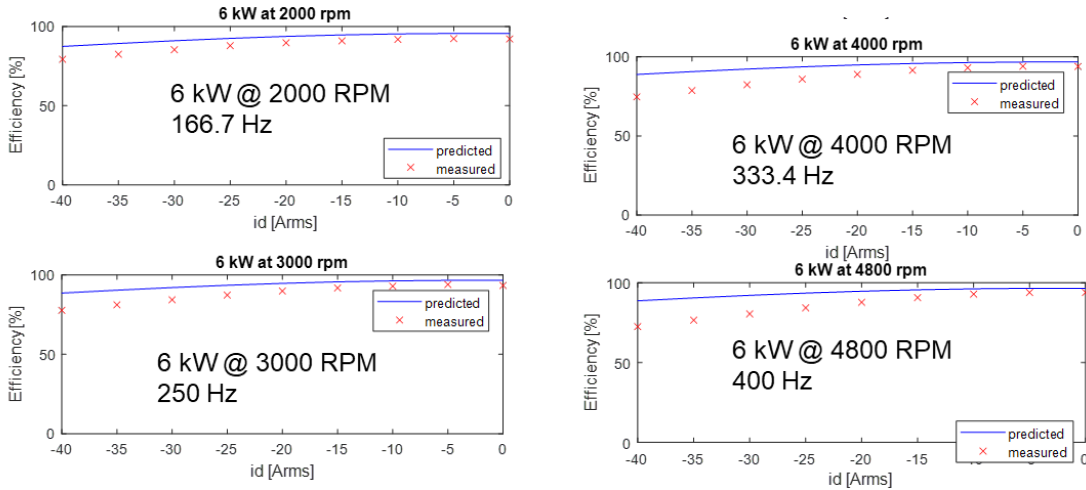 6 kW at 2000 rpm
100
50
0
Efficiency [%]
6 kW @ 2000 RPM
166.7 Hz
predicted
measured
-40 -35 -30 -25 -20 -15 -10 -5 0
id [Arms]
6 kW at 4000 rpm
100
50
0
Efficiency [%]
predicted
measured
6 kW @ 4000 RPM
333.4 Hz
-40 -35 -30 -25 -20 -15 -10 -5 0
id [Arms]
6 kW at 3000 rpm
100
50
0
Efficiency [%]
predicted
measured
6 kW @ 3000 RPM
250 Hz
-40 -35 -30 -25 -20 -15 -10 -5 0
id [Arms]
6 kW at 4800 rpm
100
50
0
Efficiency [%]
6 kW @ 4800 RPM
400 Hz
predicted
measured
-40 -35 -30 -25 -20 -15 -10 -5 0
id [Arms]